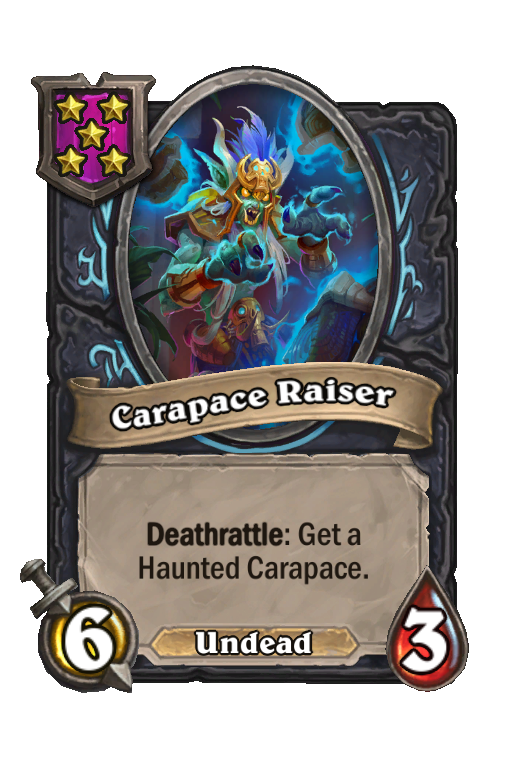 Carapace Raiser
Deathrattle: Get a
Haunted Carapace.
6
Undead
3